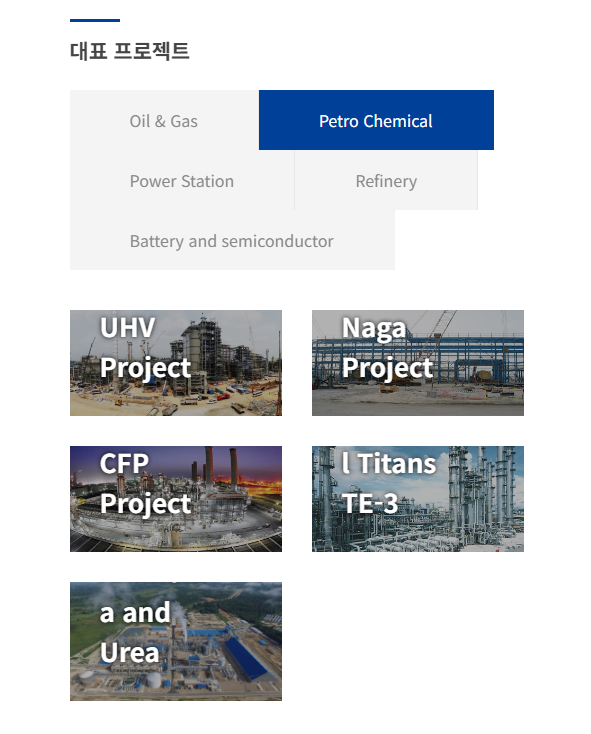 대표 프로젝트
Oil & Gas
Petro Chemical
Power Station
Refinery
Battery and semiconductor
UHV
Project
Naga
Project
CFP
Project
l Titans
TE-3
a and
Urea